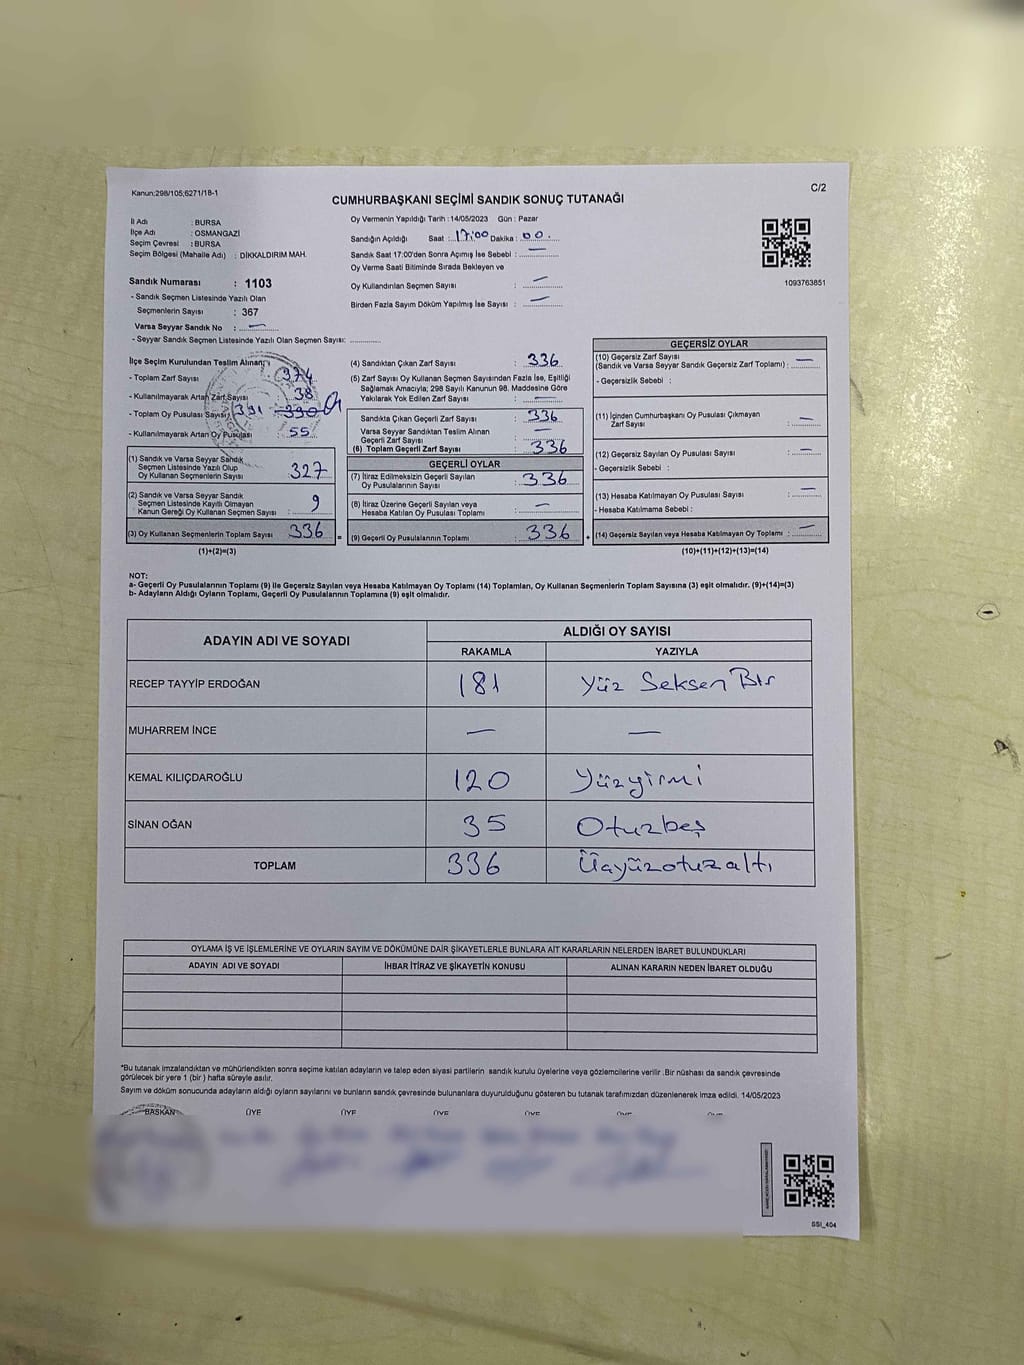 Kanun:298/105;6271/18-1
C/2
CUMHURBAŞKANI SEÇİMİ SANDIK SONUÇ TUTANAĞI
İl Adı : BURSA
İlçe Adı : OSMANGAZİ
Seçim Çevresi : BURSA
Seçim Bölgesi (Mahalle Adı) : DİKKALDIRIM MAH.
Sandık Numarası : 1103
- Sandık Seçmen Listesinde Yazılı Olan
Seçmenlerin Sayısı : 367
Varsa Seyyar Sandık No : —
- Seyyar Sandık Seçmen Listesinde Yazılı Olan Seçmen Sayısı: ............
Oy Vermenin Yapıldığı Tarih : 14/05/2023 Gün : Pazar
Sandığın Açıldığı Saat : 17:00 Dakika : 00.
Sandık Saat 17:00'den Sonra Açımış İse Sebebi : —
Oy Verme Saati Bitiminde Sırada Bekleyen ve
Oy Kullandırılan Seçmen Sayısı : —
Birden Fazla Sayım Döküm Yapılmış İse Sayısı : —
1093763851
İlçe Seçim Kurulundan Teslim Alınan;
- Toplam Zarf Sayısı : 374
- Kullanılmayarak Artan Zarf Sayısı : 38
- Toplam Oy Pusulası Sayısı : 391 390
- Kullanılmayarak Artan Oy Pusulası : 55
(1) Sandık ve Varsa Seyyar Sandık
Seçmen Listesinde Yazılı Olup
Oy Kullanan Seçmenlerin Sayısı : 327
(2) Sandık ve Varsa Seyyar Sandık
Seçmen Listesinde Kayıtlı Olmayan
Kanun Gereği Oy Kullanan Seçmen Sayısı : 9
(3) Oy Kullanan Seçmenlerin Toplam Sayısı : 336 =
(1)+(2)=(3)
(4) Sandıktan Çıkan Zarf Sayısı : 336
(5) Zarf Sayısı Oy Kullanan Seçmen Sayısından Fazla İse, Eşitliği
Sağlamak Amacıyla; 298 Sayılı Kanunun 98. Maddesine Göre
Yakılarak Yok Edilen Zarf Sayısı : —
Sandıkta Çıkan Geçerli Zarf Sayısı : 336
Varsa Seyyar Sandıktan Teslim Alınan
Geçerli Zarf Sayısı : —
(6) Toplam Geçerli Zarf Sayısı : 336
GEÇERLİ OYLAR
(7) İtiraz Edilmeksizin Geçerli Sayılan
Oy Pusulalarının Sayısı : 336
(8) İtiraz Üzerine Geçerli Sayılan veya
Hesaba Katılan Oy Pusulası Toplamı : —
(9) Geçerli Oy Pusulalarının Toplamı : 336 +
GEÇERSİZ OYLAR
(10) Geçersiz Zarf Sayısı
(Sandık ve Varsa Seyyar Sandık Geçersiz Zarf Toplamı) : —
- Geçersizlik Sebebi :
(11) İçinden Cumhurbaşkanı Oy Pusulası Çıkmayan
Zarf Sayısı : —
(12) Geçersiz Sayılan Oy Pusulası Sayısı : —
- Geçersizlik Sebebi :
(13) Hesaba Katılmayan Oy Pusulası Sayısı : —
- Hesaba Katılmama Sebebi :
(14) Geçersiz Sayılan veya Hesaba Katılmayan Oy Toplamı : —
(10)+(11)+(12)+(13)=(14)
NOT:
a- Geçerli Oy Pusulalarının Toplamı (9) ile Geçersiz Sayılan veya Hesaba Katılmayan Oy Toplamı (14) Toplamları, Oy Kullanan Seçmenlerin Toplam Sayısına (3) eşit olmalıdır. (9)+(14)=(3)
b- Adayların Aldığı Oyların Toplamı, Geçerli Oy Pusulalarının Toplamına (9) eşit olmalıdır.
ADAYIN ADI VE SOYADI ALDIĞI OY SAYISI
RAKAMLA YAZIYLA
RECEP TAYYİP ERDOĞAN 181 Yüz Seksen Bir
MUHARREM İNCE — —
KEMAL KILIÇDAROĞLU 120 Yüzyirmi
SİNAN OĞAN 35 Otuzbeş
TOPLAM 336 Üçyüzotuzaltı
OYLAMA İŞ VE İŞLEMLERİNE VE OYLARIN SAYIM VE DÖKÜMÜNE DAİR ŞİKAYETLERLE BUNLARA AİT KARARLARIN NELERDEN İBARET BULUNDUKLARI
ADAYIN ADI VE SOYADI İHBAR İTİRAZ VE ŞİKAYETİN KONUSU ALINAN KARARIN NEDEN İBARET OLDUĞU
*Bu tutanak imzalandıktan ve mühürlendikten sonra seçime katılan adayların ve talep eden siyasi partilerin sandık kurulu üyelerine veya gözlemcilerine verilir .Bir nüshası da sandık çevresinde
görülecek bir yere 1 (bir) hafta süreyle asılır.
Sayım ve döküm sonucunda adayların aldığı oyların sayılarını ve bunların sandık çevresinde bulunanlara duyurulduğunu gösteren bu tutanak tarafımızdan düzenlenerek imza edildi. 14/05/2023
BAŞKAN ÜYE ÜYE ÜYE ÜYE
SSI_404